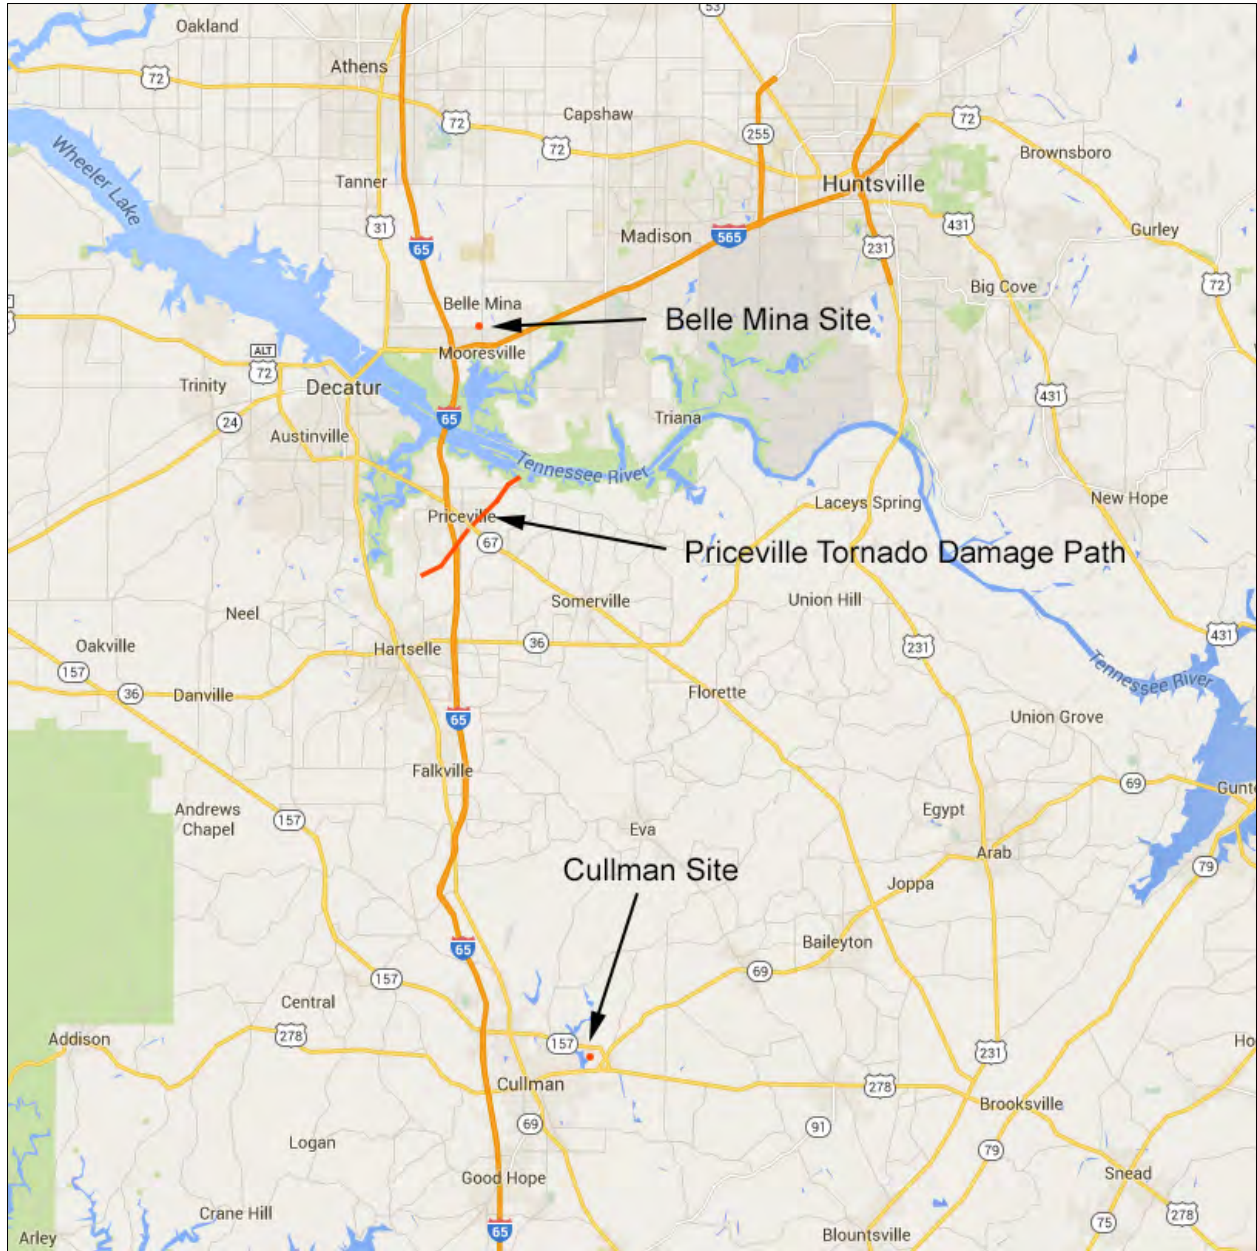 Oakland
53
Athens
72
72
Capshaw
255
72
72
Brownsboro
Wheeler Lake
Tanner
Huntsville
31
65
Madison
565
231
431
Gurley
Big Cove
72
Belle Mina
Belle Mina Site
Mooresville
ALT
72
Trinity
Decatur
24
65
Triana
431
Austinville
Tennessee River
Priceville
Laceys Spring
New Hope
67
Priceville Tornado Damage Path
Neel
Somerville
Union Hill
Oakville
Hartselle
36
231
431
157
36
Danville
Florette
Tennessee River
65
Union Grove
Falkville
69
Gunte
Andrews
Chapel
157
Eva
Egypt
Arab
79
Cullman Site
Joppa
65
Baileyton
157
69
Central
278
157
Addison
231
Ho
Cullman
278
Brooksville
69
91
Logan
79
Good Hope
Snead
Crane Hill
65
75
278
Arley
Blountsville